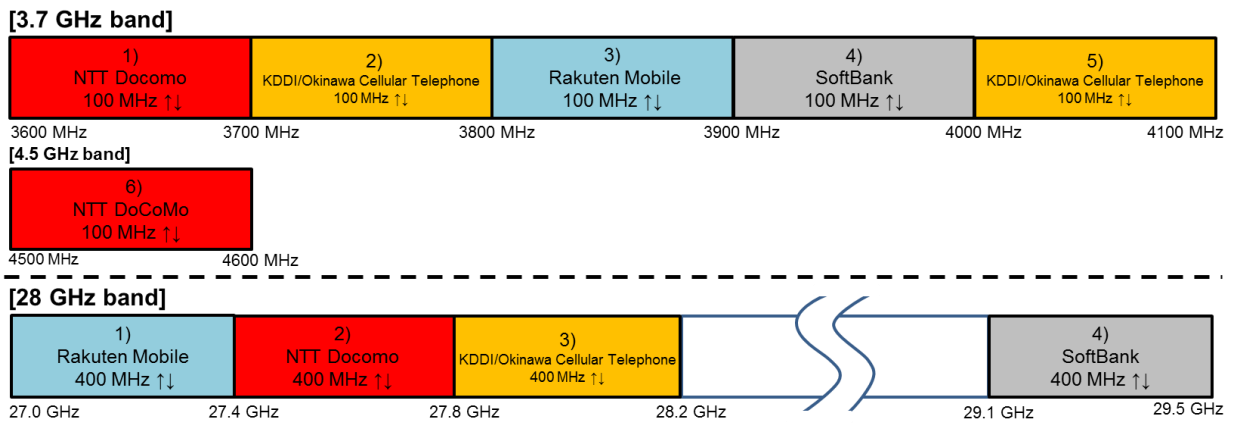 [3.7 GHz band]
1)
NTT Docomo
100 MHz ↑↓
2)
KDDI/Okinawa Cellular Telephone
100 MHz ↑↓
3)
Rakuten Mobile
100 MHz ↑↓
4)
SoftBank
100 MHz ↑↓
5)
KDDI/Okinawa Cellular Telephone
100 MHz ↑↓
3600 MHz 3700 MHz 3800 MHz 3900 MHz 4000 MHz 4100 MHz
[4.5 GHz band]
6)
NTT DoCoMo
100 MHz ↑↓
4500 MHz 4600 MHz
[28 GHz band]
1)
Rakuten Mobile
400 MHz ↑↓
2)
NTT Docomo
400 MHz ↑↓
3)
KDDI/Okinawa Cellular Telephone
400 MHz ↑↓
4)
SoftBank
400 MHz ↑↓
27.0 GHz 27.4 GHz 27.8 GHz 28.2 GHz 29.1 GHz 29.5 GHz